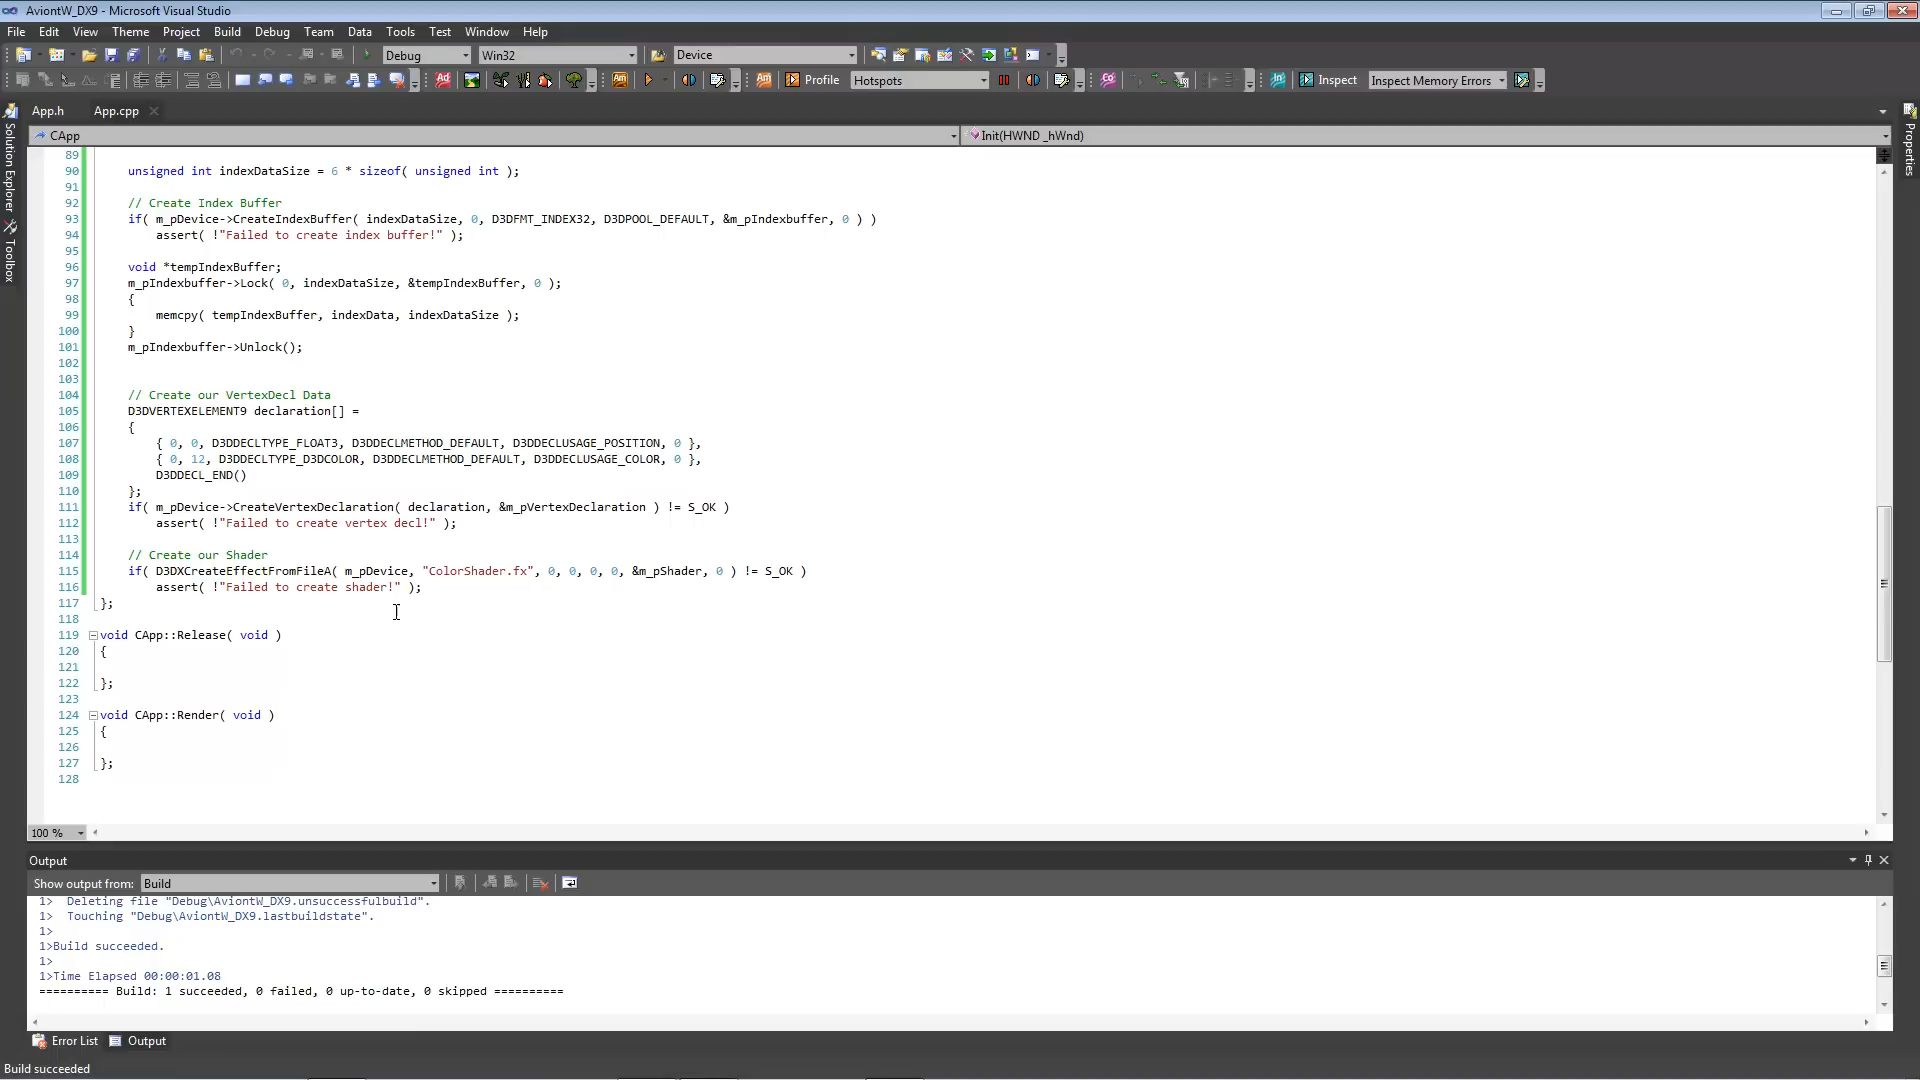 AviontW_DX9 - Microsoft Visual Studio
File Edit View Theme Project Build Debug Team Data Tools Test Window Help
Debug Win32 Device
Profile Hotspots Inspect Inspect Memory Errors
App.h App.cpp
CApp Init(HWND _hWnd)
Solution Explorer
Toolbox
Properties
89
90 unsigned int indexDataSize = 6 * sizeof( unsigned int );
91
92 // Create Index Buffer
93 if( m_pDevice->CreateIndexBuffer( indexDataSize, 0, D3DFMT_INDEX32, D3DPOOL_DEFAULT, &m_pIndexbuffer, 0 ) )
94 assert( !"Failed to create index buffer!" );
95
96 void *tempIndexBuffer;
97 m_pIndexbuffer->Lock( 0, indexDataSize, &tempIndexBuffer, 0 );
98 {
99 memcpy( tempIndexBuffer, indexData, indexDataSize );
100 }
101 m_pIndexbuffer->Unlock();
102
103
104 // Create our VertexDecl Data
105 D3DVERTEXELEMENT9 declaration[] =
106 {
107 { 0, 0, D3DDECLTYPE_FLOAT3, D3DDECLMETHOD_DEFAULT, D3DDECLUSAGE_POSITION, 0 },
108 { 0, 12, D3DDECLTYPE_D3DCOLOR, D3DDECLMETHOD_DEFAULT, D3DDECLUSAGE_COLOR, 0 },
109 D3DDECL_END()
110 };
111 if( m_pDevice->CreateVertexDeclaration( declaration, &m_pVertexDeclaration ) != S_OK )
112 assert( !"Failed to create vertex decl!" );
113
114 // Create our Shader
115 if( D3DXCreateEffectFromFileA( m_pDevice, "ColorShader.fx", 0, 0, 0, 0, &m_pShader, 0 ) != S_OK )
116 assert( !"Failed to create shader!" );
117 };
118
119 void CApp::Release( void )
120 {
121
122 };
123
124 void CApp::Render( void )
125 {
126
127 };
128
100 %
Output
Show output from: Build
1> Deleting file "Debug\AviontW_DX9.unsuccessfulbuild".
1> Touching "Debug\AviontW_DX9.lastbuildstate".
1>
1>Build succeeded.
1>
1>Time Elapsed 00:00:01.08
========== Build: 1 succeeded, 0 failed, 0 up-to-date, 0 skipped ==========
Error List Output
Build succeeded